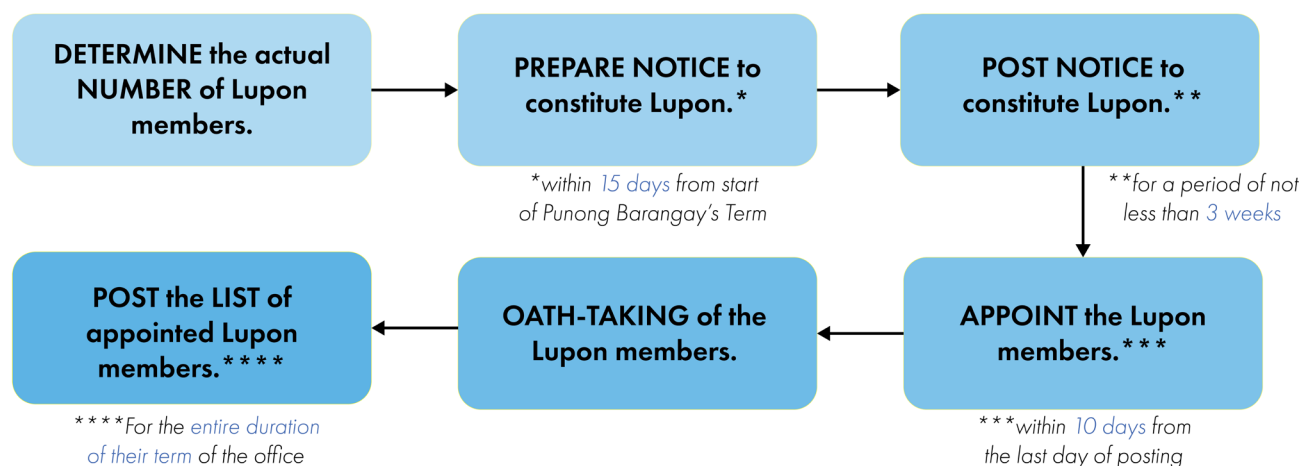 DETERMINE the actual
NUMBER of Lupon
members.
PREPARE NOTICE to
constitute Lupon.*
*within 15 days from start
of Punong Barangay’s Term
POST NOTICE to
constitute Lupon.**
**for a period of not
less than 3 weeks
APPOINT the Lupon
members.***
***within 10 days from
the last day of posting
OATH-TAKING of the
Lupon members.
POST the LIST of
appointed Lupon
members.****
****For the entire duration
of their term of the office